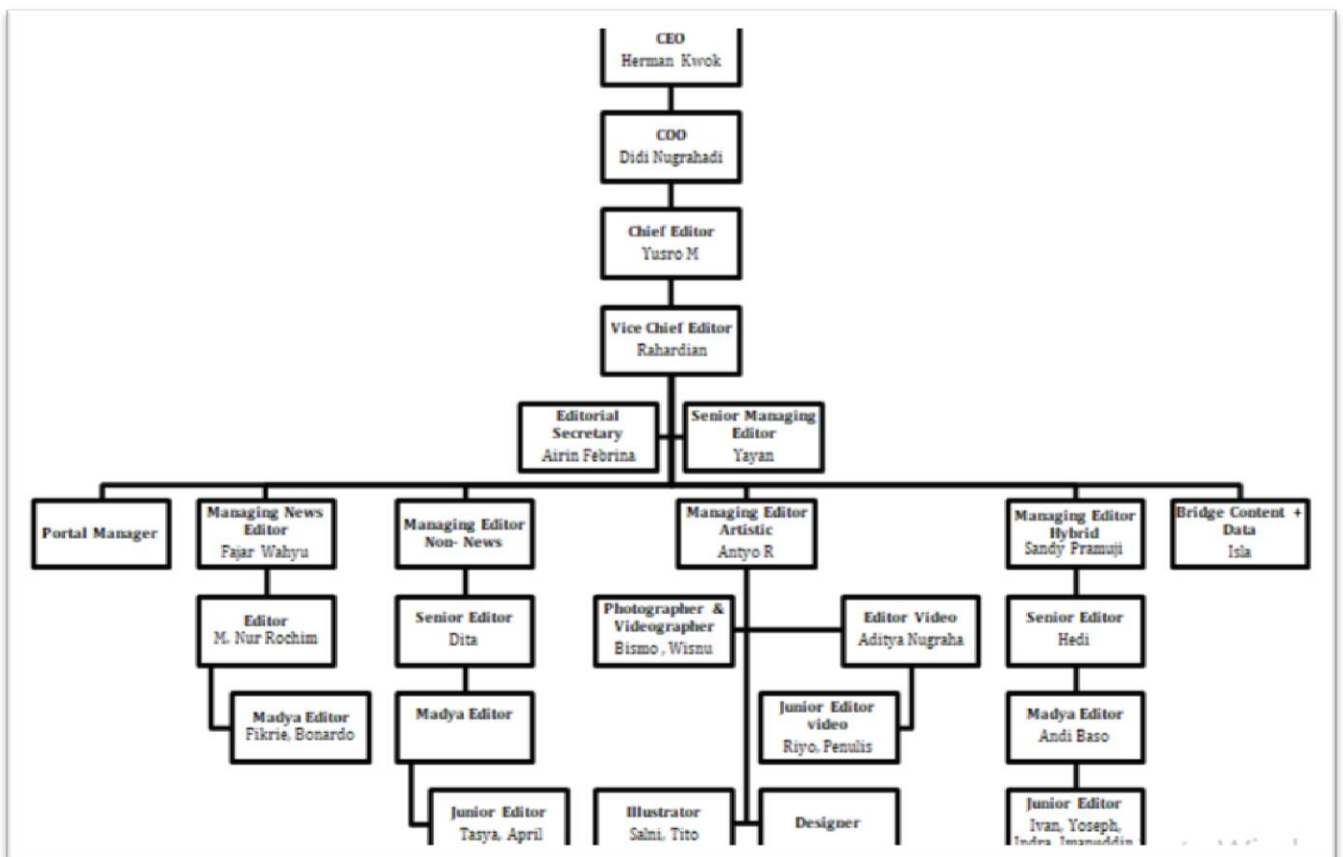 CEO
Herman Kwok
COO
Didi Nugrahadi
Chief Editor
Yusro M
Vice Chief Editor
Rahardian
Editorial
Secretary
Airin Febrina
Senior Managing
Editor
Yayan
Portal Manager
Managing News
Editor
Fajar Wahyu
Managing Editor
Non- News
Managing Editor
Artistic
Antyo R
Managing Editor
Hybrid
Sandy Pramuji
Bridge Content +
Data
Isla
Editor
M. Nur Rochim
Senior Editor
Dita
Photographer &
Videographer
Bismo , Wisnu
Editor Video
Aditya Nugraha
Senior Editor
Hedi
Madya Editor
Fikrie, Bonardo
Madya Editor
Junior Editor
video
Riyo, Penulis
Madya Editor
Andi Baso
Junior Editor
Tasya, April
Illustrator
Salni, Tito
Designer
Junior Editor
Ivan, Yoseph,
Indra, Imanuddin